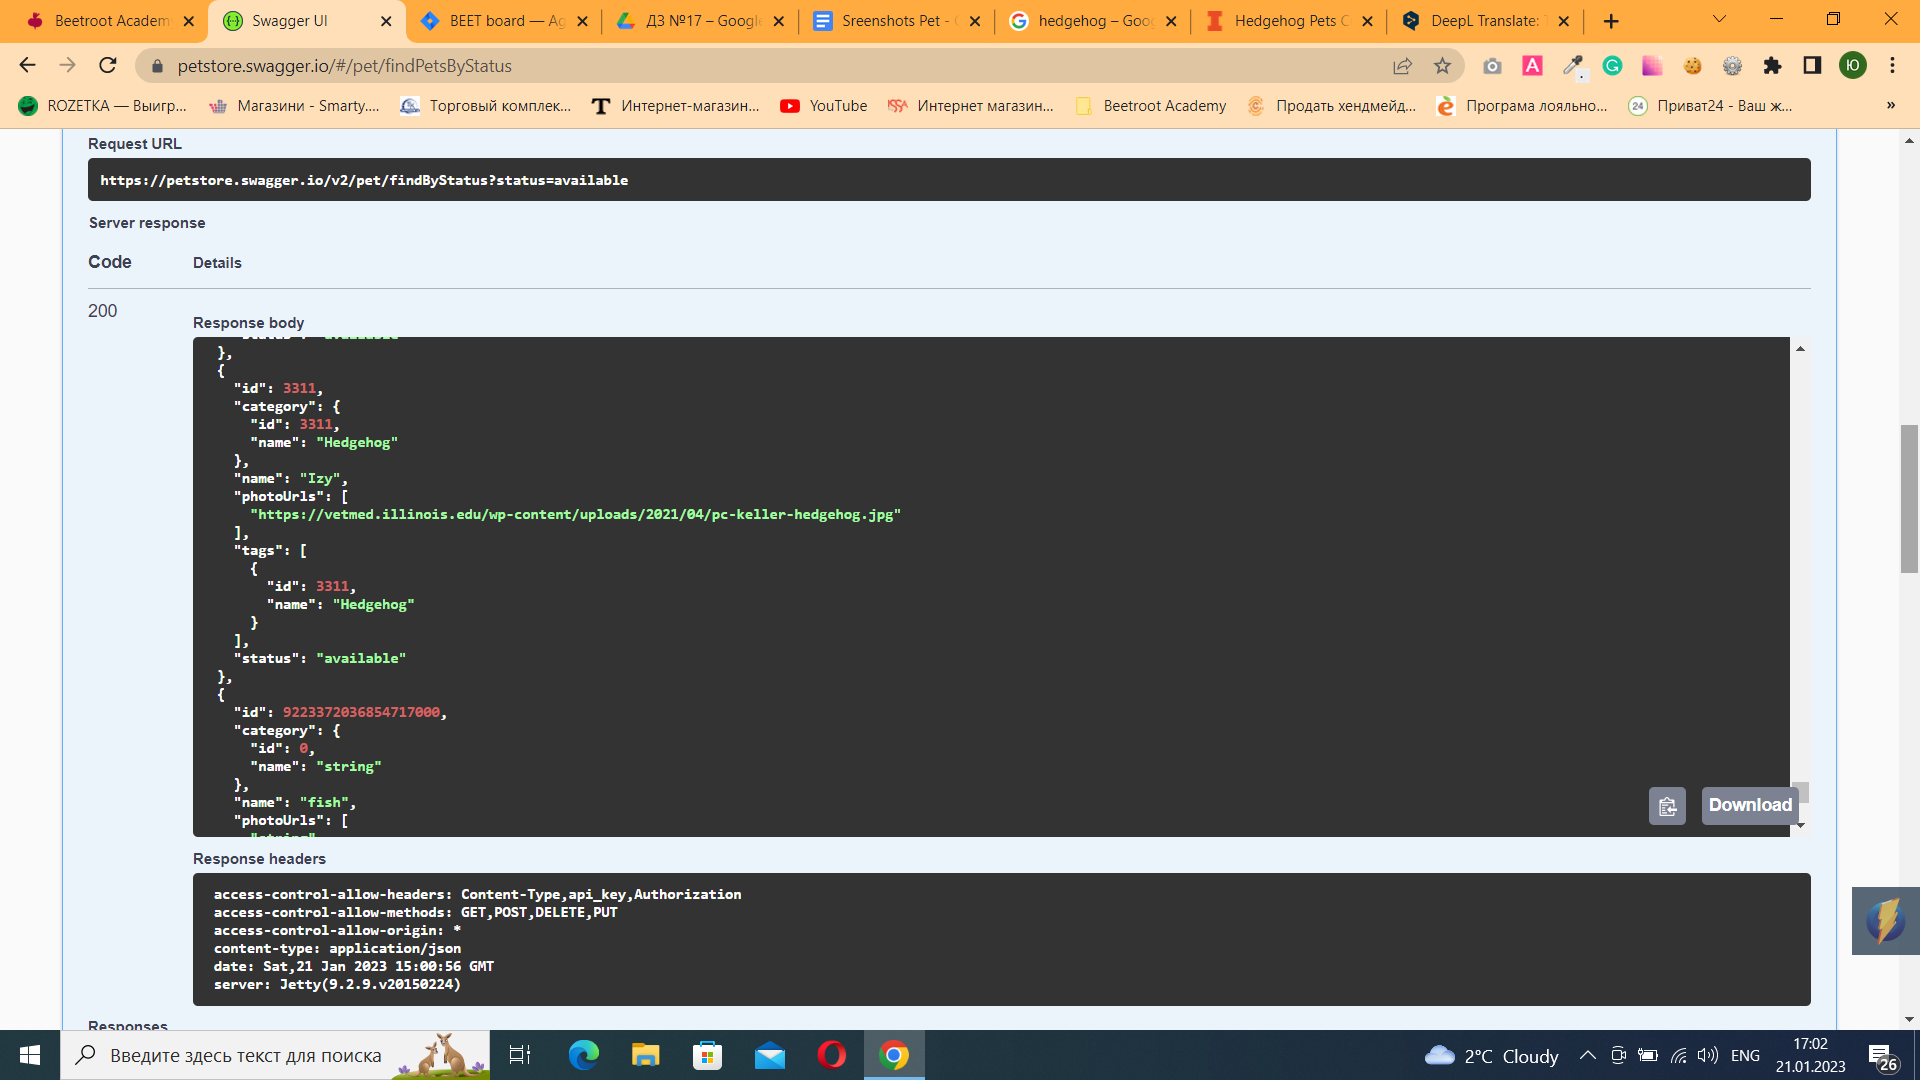 Beetroot Academ
Swagger UI
BEET board — Ag
ДЗ №17 – Google
Sreenshots Pet -
hedgehog – Goo
Hedgehog Pets C
DeepL Translate:
petstore.swagger.io/#/pet/findPetsByStatus
Ю
ROZETKA — Выигр...
Магазини - Smarty....
Торговый комплек...
Интернет-магазин...
YouTube
Интернет магазин...
Beetroot Academy
Продать хендмейд...
Програма лояльно...
24
Приват24 - Ваш ж...
»
Request URL
https://petstore.swagger.io/v2/pet/findByStatus?status=available
Server response
Code
Details
200
Response body
},
{
"id": 3311,
"category": {
"id": 3311,
"name": "Hedgehog"
},
"name": "Izy",
"photoUrls": [
"https://vetmed.illinois.edu/wp-content/uploads/2021/04/pc-keller-hedgehog.jpg"
],
"tags": [
{
"id": 3311,
"name": "Hedgehog"
}
],
"status": "available"
},
{
"id": 9223372036854717000,
"category": {
"id": 0,
"name": "string"
},
"name": "fish",
"photoUrls": [
Download
Response headers
access-control-allow-headers: Content-Type,api_key,Authorization
access-control-allow-methods: GET,POST,DELETE,PUT
access-control-allow-origin: *
content-type: application/json
date: Sat,21 Jan 2023 15:00:56 GMT
server: Jetty(9.2.9.v20150224)
Responses
Введите здесь текст для поиска
2°C Cloudy
ENG
17:02
21.01.2023
26